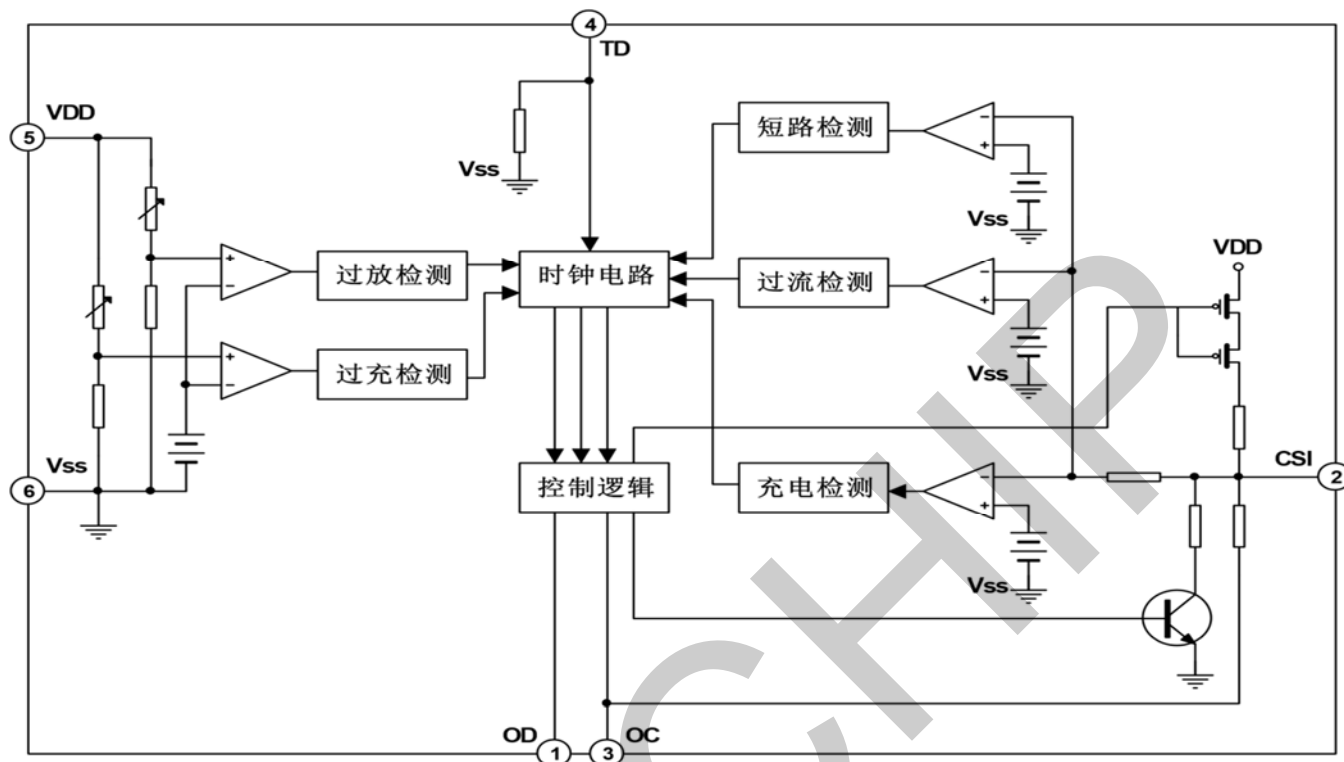 4
TD
VDD
5
短路检测
-
+
Vss
Vss
VDD
+
-
过放检测
时钟电路
过流检测
-
+
+
-
过充检测
Vss
Vss
6
控制逻辑
充电检测
-
+
CSI
2
Vss
OD
1
3
OC
CHIP